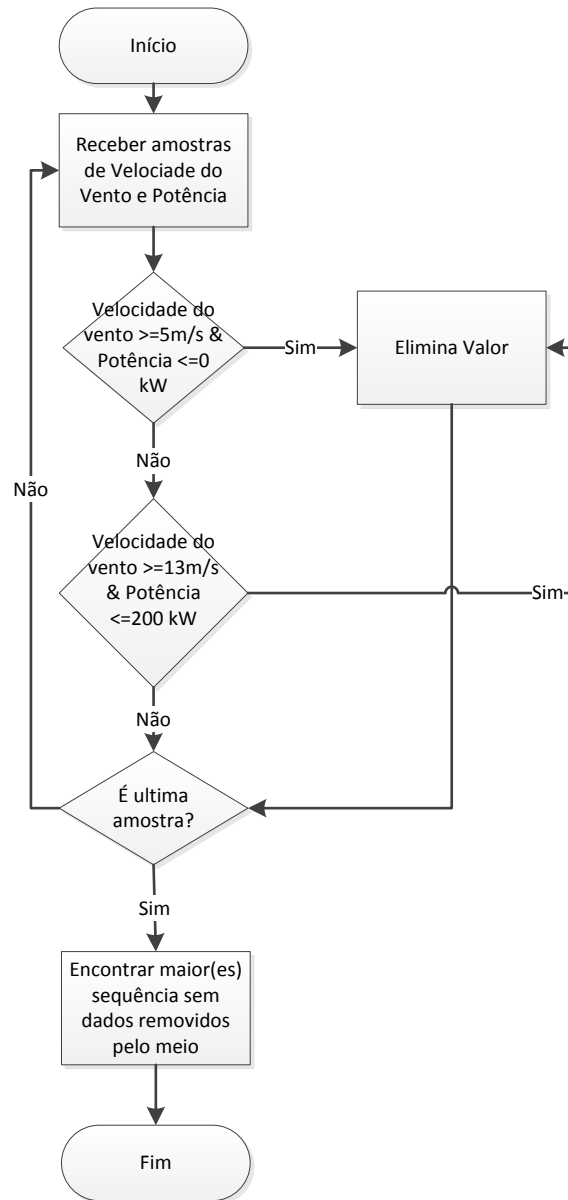 Início
Receber amostras
de Velociade do
Vento e Potência
Velocidade do
vento >=5m/s &
Potência <=0
kW
Sim
Elimina Valor
Não
Não
Velocidade do
vento >=13m/s
& Potência
<=200 kW
Sim
Não
É ultima
amostra?
Sim
Encontrar maior(es)
sequência sem
dados removidos
pelo meio
Fim